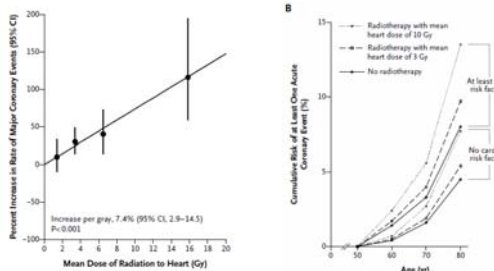 Percent Increase in Rate of Major Coronary Events (95% CI)
200
150
100
50
0
−50
−100
Increase per gray, 7.4% (95% CI, 2.9–14.5)
P<0.001
0 2 4 6 8 10 12 14 16 18 20
Mean Dose of Radiation to Heart (Gy)
B
Cumulative Risk of at Least One Acute
Coronary Event (%)
15
10
5
0
Radiotherapy with mean
heart dose of 10 Gy
Radiotherapy with mean
heart dose of 3 Gy
No radiotherapy
At least
risk fac
No card
risk fac
0 50 60 70 80
Age (yr)